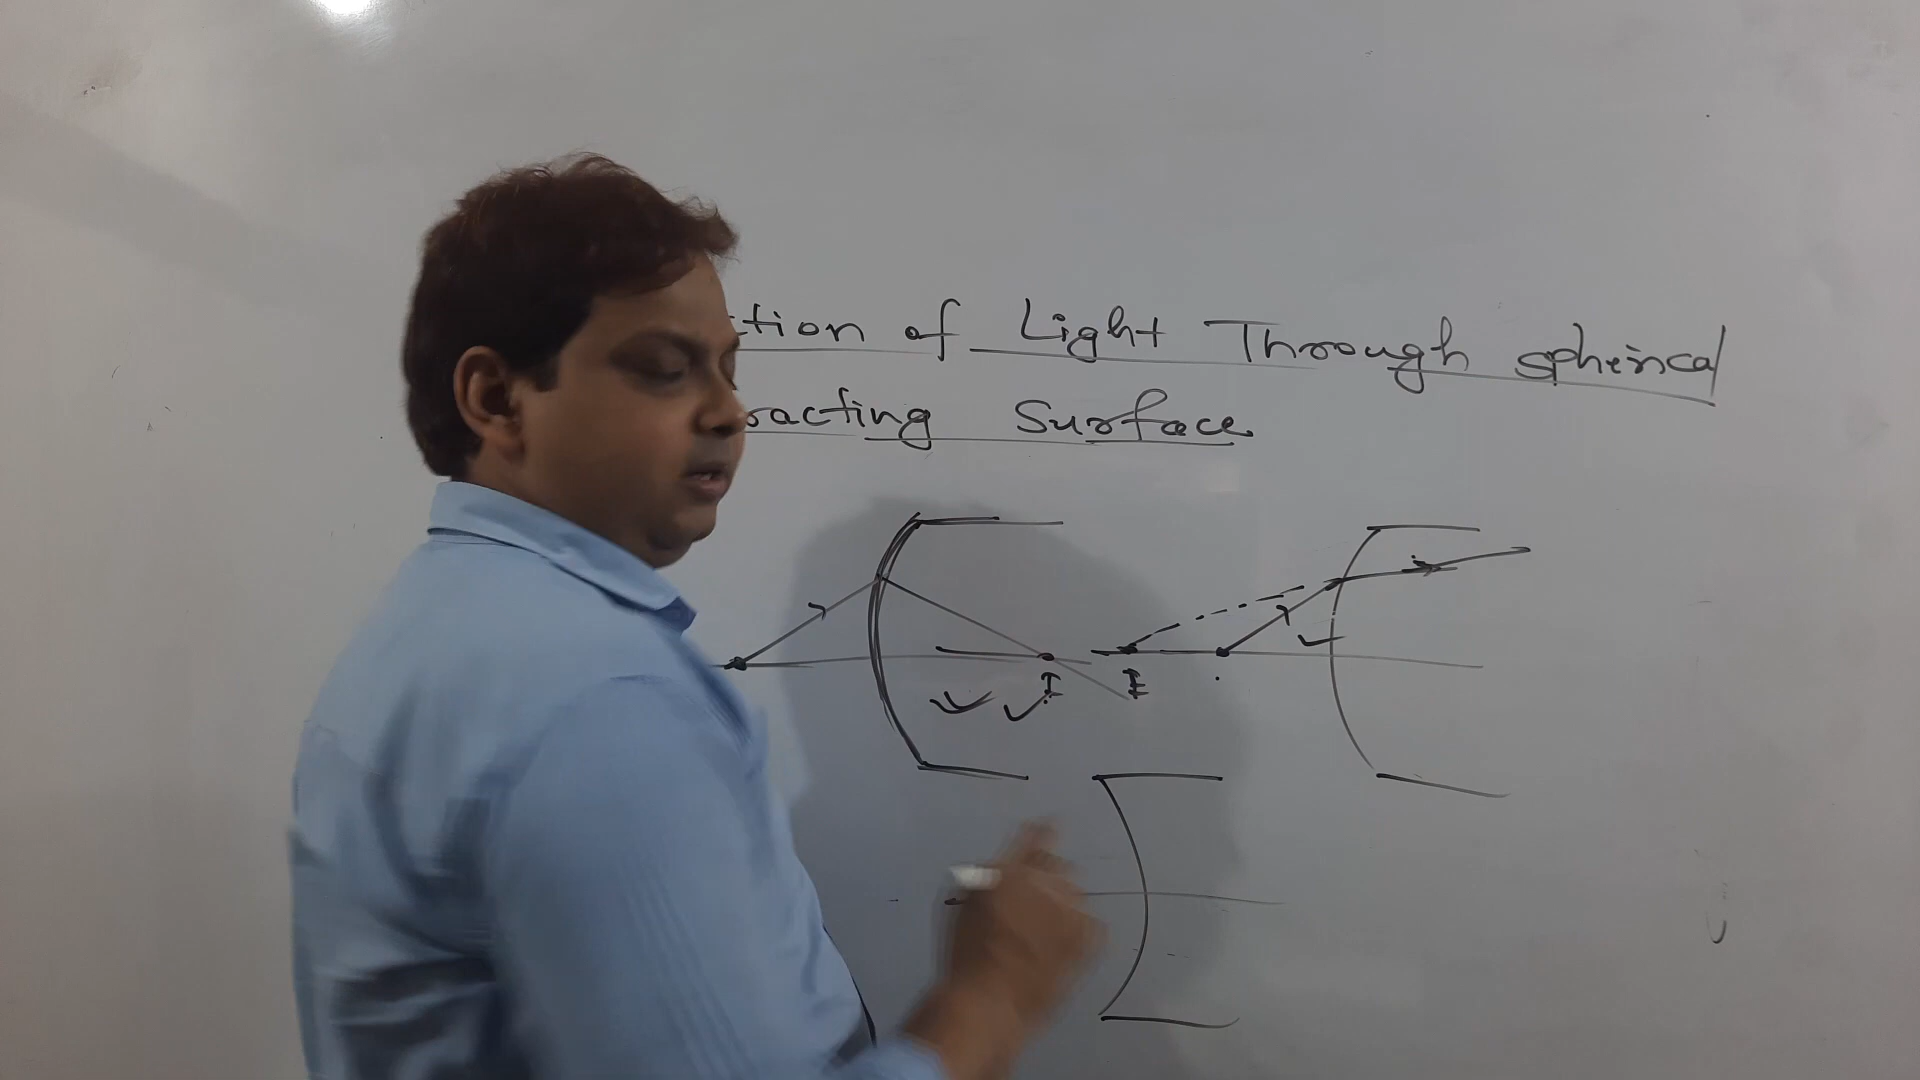 tion of Light Through spherical
racting Surface
I I